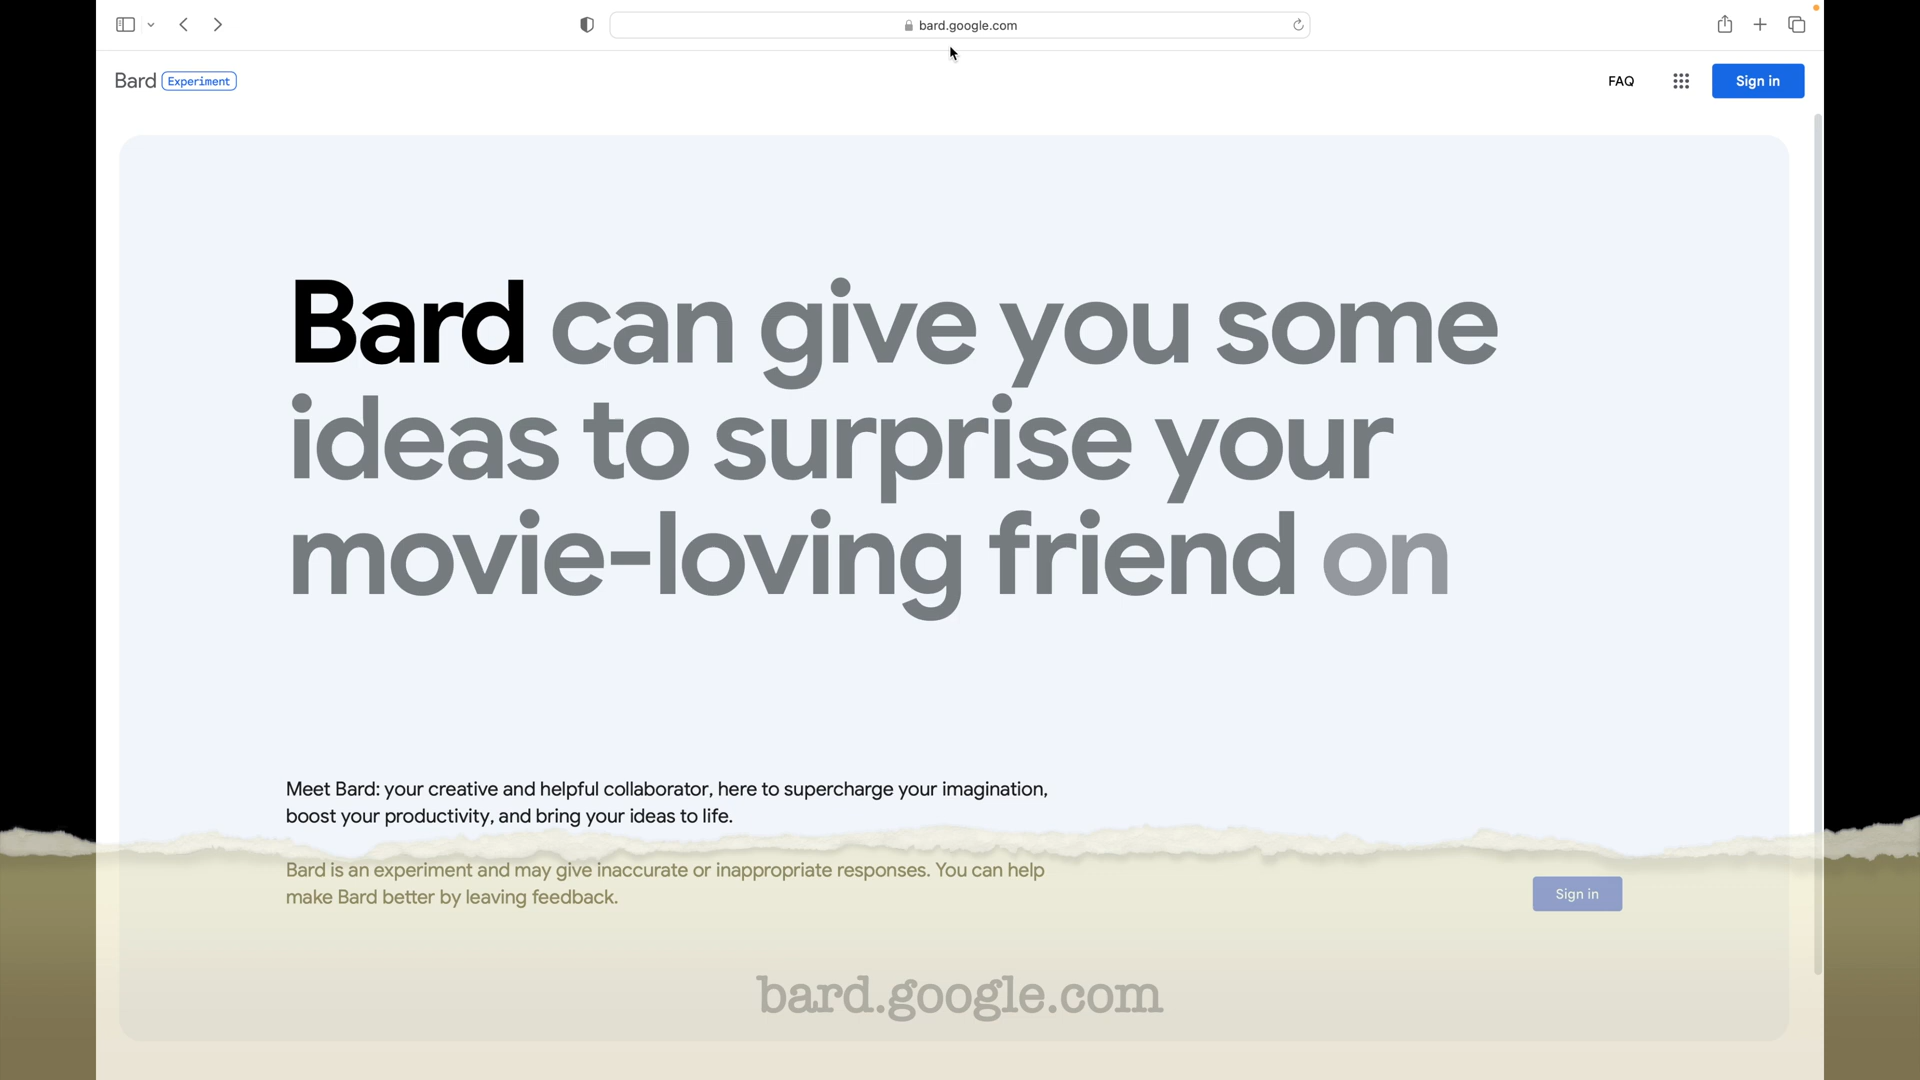 bard.google.com
Bard Experiment
FAQ
Sign in
Bard can give you some
ideas to surprise your
movie-loving friend on
Meet Bard: your creative and helpful collaborator, here to supercharge your imagination,
boost your productivity, and bring your ideas to life.
Bard is an experiment and may give inaccurate or inappropriate responses. You can help
make Bard better by leaving feedback.
Sign in
bard.google.com